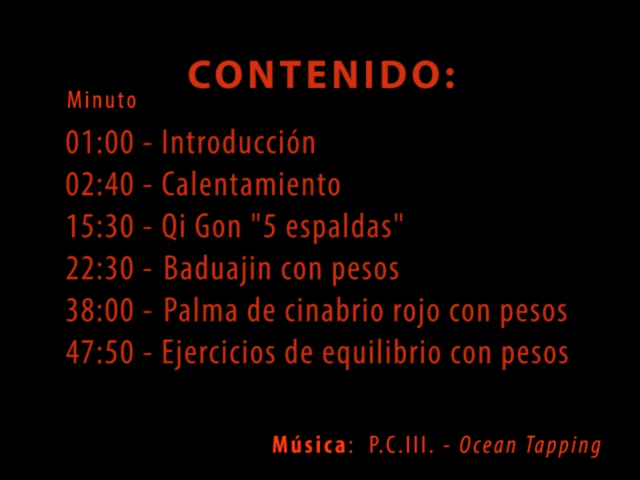 CONTENIDO:
Minuto
01:00 - Introducción
02:40 - Calentamiento
15:30 - Qi Gon "5 espaldas"
22:30 - Baduajin con pesos
38:00 - Palma de cinabrio rojo con pesos
47:50 - Ejercicios de equilibrio con pesos
Música: P.C.III. - Ocean Tapping